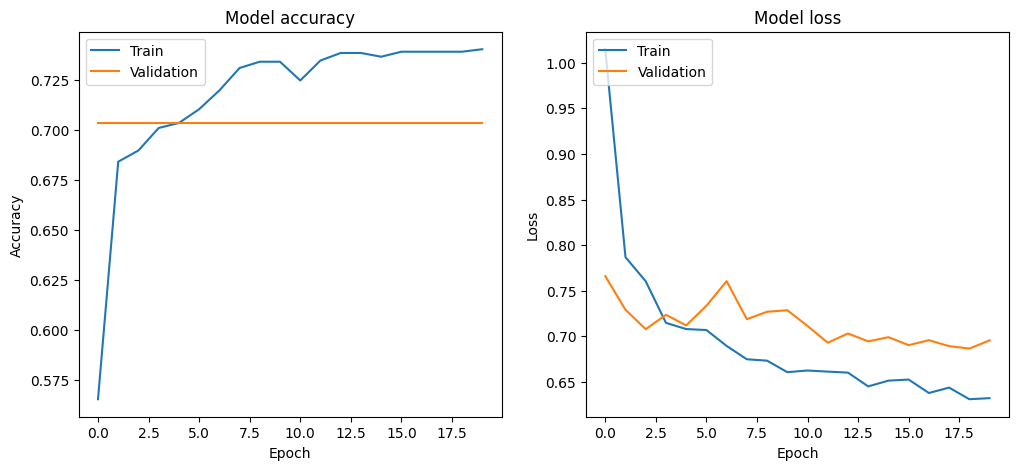 Model accuracy
Train
Validation
0.725
0.700
0.675
0.650
0.625
0.600
0.575
Accuracy
0.0 2.5 5.0 7.5 10.0 12.5 15.0 17.5
Epoch
Model loss
Train
Validation
1.00
0.95
0.90
0.85
0.80
0.75
0.70
0.65
Loss
0.0 2.5 5.0 7.5 10.0 12.5 15.0 17.5
Epoch